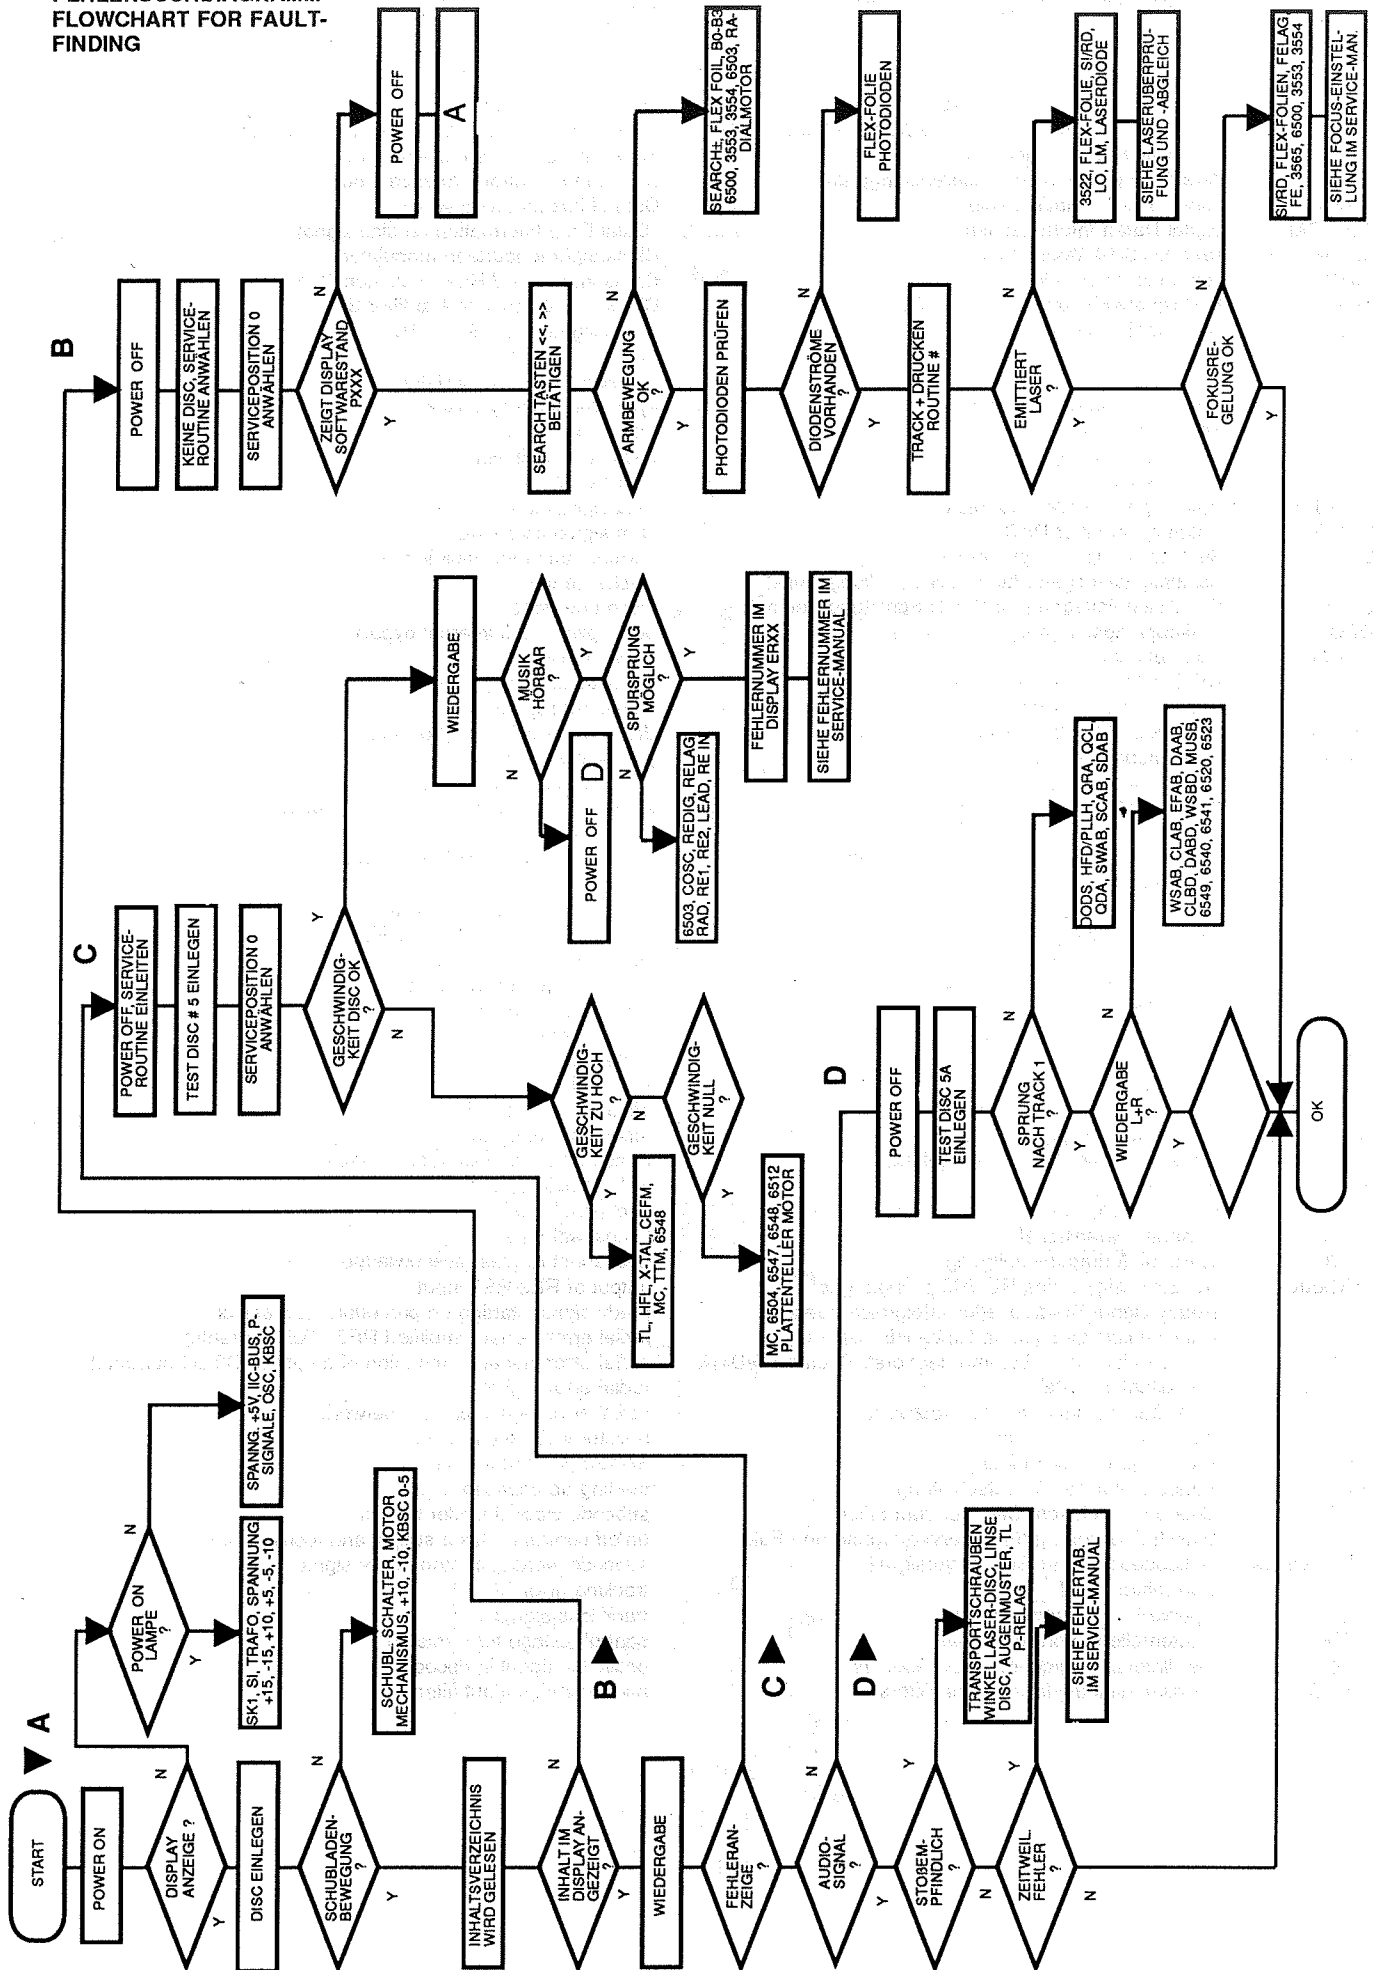 FLOWCHART FOR FAULT-
FINDING
START
A
POWER ON
DISPLAY
ANZEIGE ?
N
Y
POWER ON
LAMPE
?
N
Y
SPANNG. +5V, IIC-BUS, P-
SIGNALE, OSC, KBSC
SK1, SI, TRAFO, SPANNUNG
+15, -15, +10, +5, -5, -10
DISC EINLEGEN
SCHUBLADEN-
BEWEGUNG
?
N
Y
SCHUBL. SCHALTER, MOTOR
MECHANISMUS, +10, -10, KBSC 0-5
INHALTSVERZEICHNIS
WIRD GELESEN
INHALT IM
DISPLAY AN-
GEZEIGT ?
N
Y
B
WIEDERGABE
FEHLERAN-
ZEIGE
?
C
AUDIO-
SIGNAL
?
N
Y
D
STOßEM-
PFINDLICH
?
Y
N
TRANSPORTSCHRAUBEN
WINKEL LASER-DISC, LINSE
DISC, AUGENMUSTER, TL
P-RELAG
ZEITWEIL.
FEHLER
?
Y
N
SIEHE FEHLERTAB.
IM SERVICE-MANUAL
C
POWER OFF, SERVICE-
ROUTINE EINLEITEN
TEST DISC # 5 EINLEGEN
SERVICEPOSITION 0
ANWÄHLEN
GESCHWINDIG-
KEIT DISC OK
?
Y
N
GESCHWINDIG-
KEIT ZU HOCH
?
Y
N
TL, HFL, X-TAL, CEFM,
MC, TTM, 6548
GESCHWINDIG-
KEIT NULL
?
Y
MC, 6504, 6547, 6548, 6512
PLATTENTELLER MOTOR
WIEDERGABE
MUSIK
HÖRBAR
?
N
Y
POWER OFF
D
SPURSPRUNG
MÖGLICH
?
N
Y
6503, COSC, REDIG, RELAG
RAD, RE1, RE2, LEAD, RE IN
FEHLERNUMMER IM
DISPLAY ERXX
SIEHE FEHLERNUMMER IM
SERVICE-MANUAL
D
POWER OFF
TEST DISC 5A
EINLEGEN
SPRUNG
NACH TRACK 1
?
N
Y
DODS, HFD/PLLH, QRA, QCL,
QDA, SWAB, SCAB, SDAB
WIEDERGABE
L+R
?
N
Y
WSAB, CLAB, EFAB, DAAB,
CLBD, DABD, WSBD, MUSB,
6549, 6540, 6541, 6520, 6523
OK
B
POWER OFF
KEINE DISC, SERVICE-
ROUTINE ANWÄHLEN
SERVICEPOSITION 0
ANWÄHLEN
ZEIGT DISPLAY
SOFTWARESTAND
PXXX
N
Y
POWER OFF
A
SEARCH TASTEN <<, >>
BETÄTIGEN
ARMBEWEGUNG
OK
?
N
Y
SEARCH±, FLEX FOIL, B0-B3
6500, 3553, 3554, 6503, RA-
DIALMOTOR
PHOTODIODEN PRÜFEN
DIODENSTRÖME
VORHANDEN
?
N
Y
FLEX-FOLIE
PHOTODIODEN
TRACK + DRÜCKEN
ROUTINE #
EMITTIERT
LASER
?
N
Y
3522, FLEX-FOLIE, SI/RD,
LO, LM, LASERDIODE
SIEHE LASERÜBERPRÜ-
FUNG UND -ABGLEICH
FOKUSRE-
GELUNG OK
?
N
Y
SI/RD, FLEX-FOLIEN, FELAG
FE, 3565, 6500, 3553, 3554
SIEHE FOCUS-EINSTEL-
LUNG IM SERVICE-MAN.